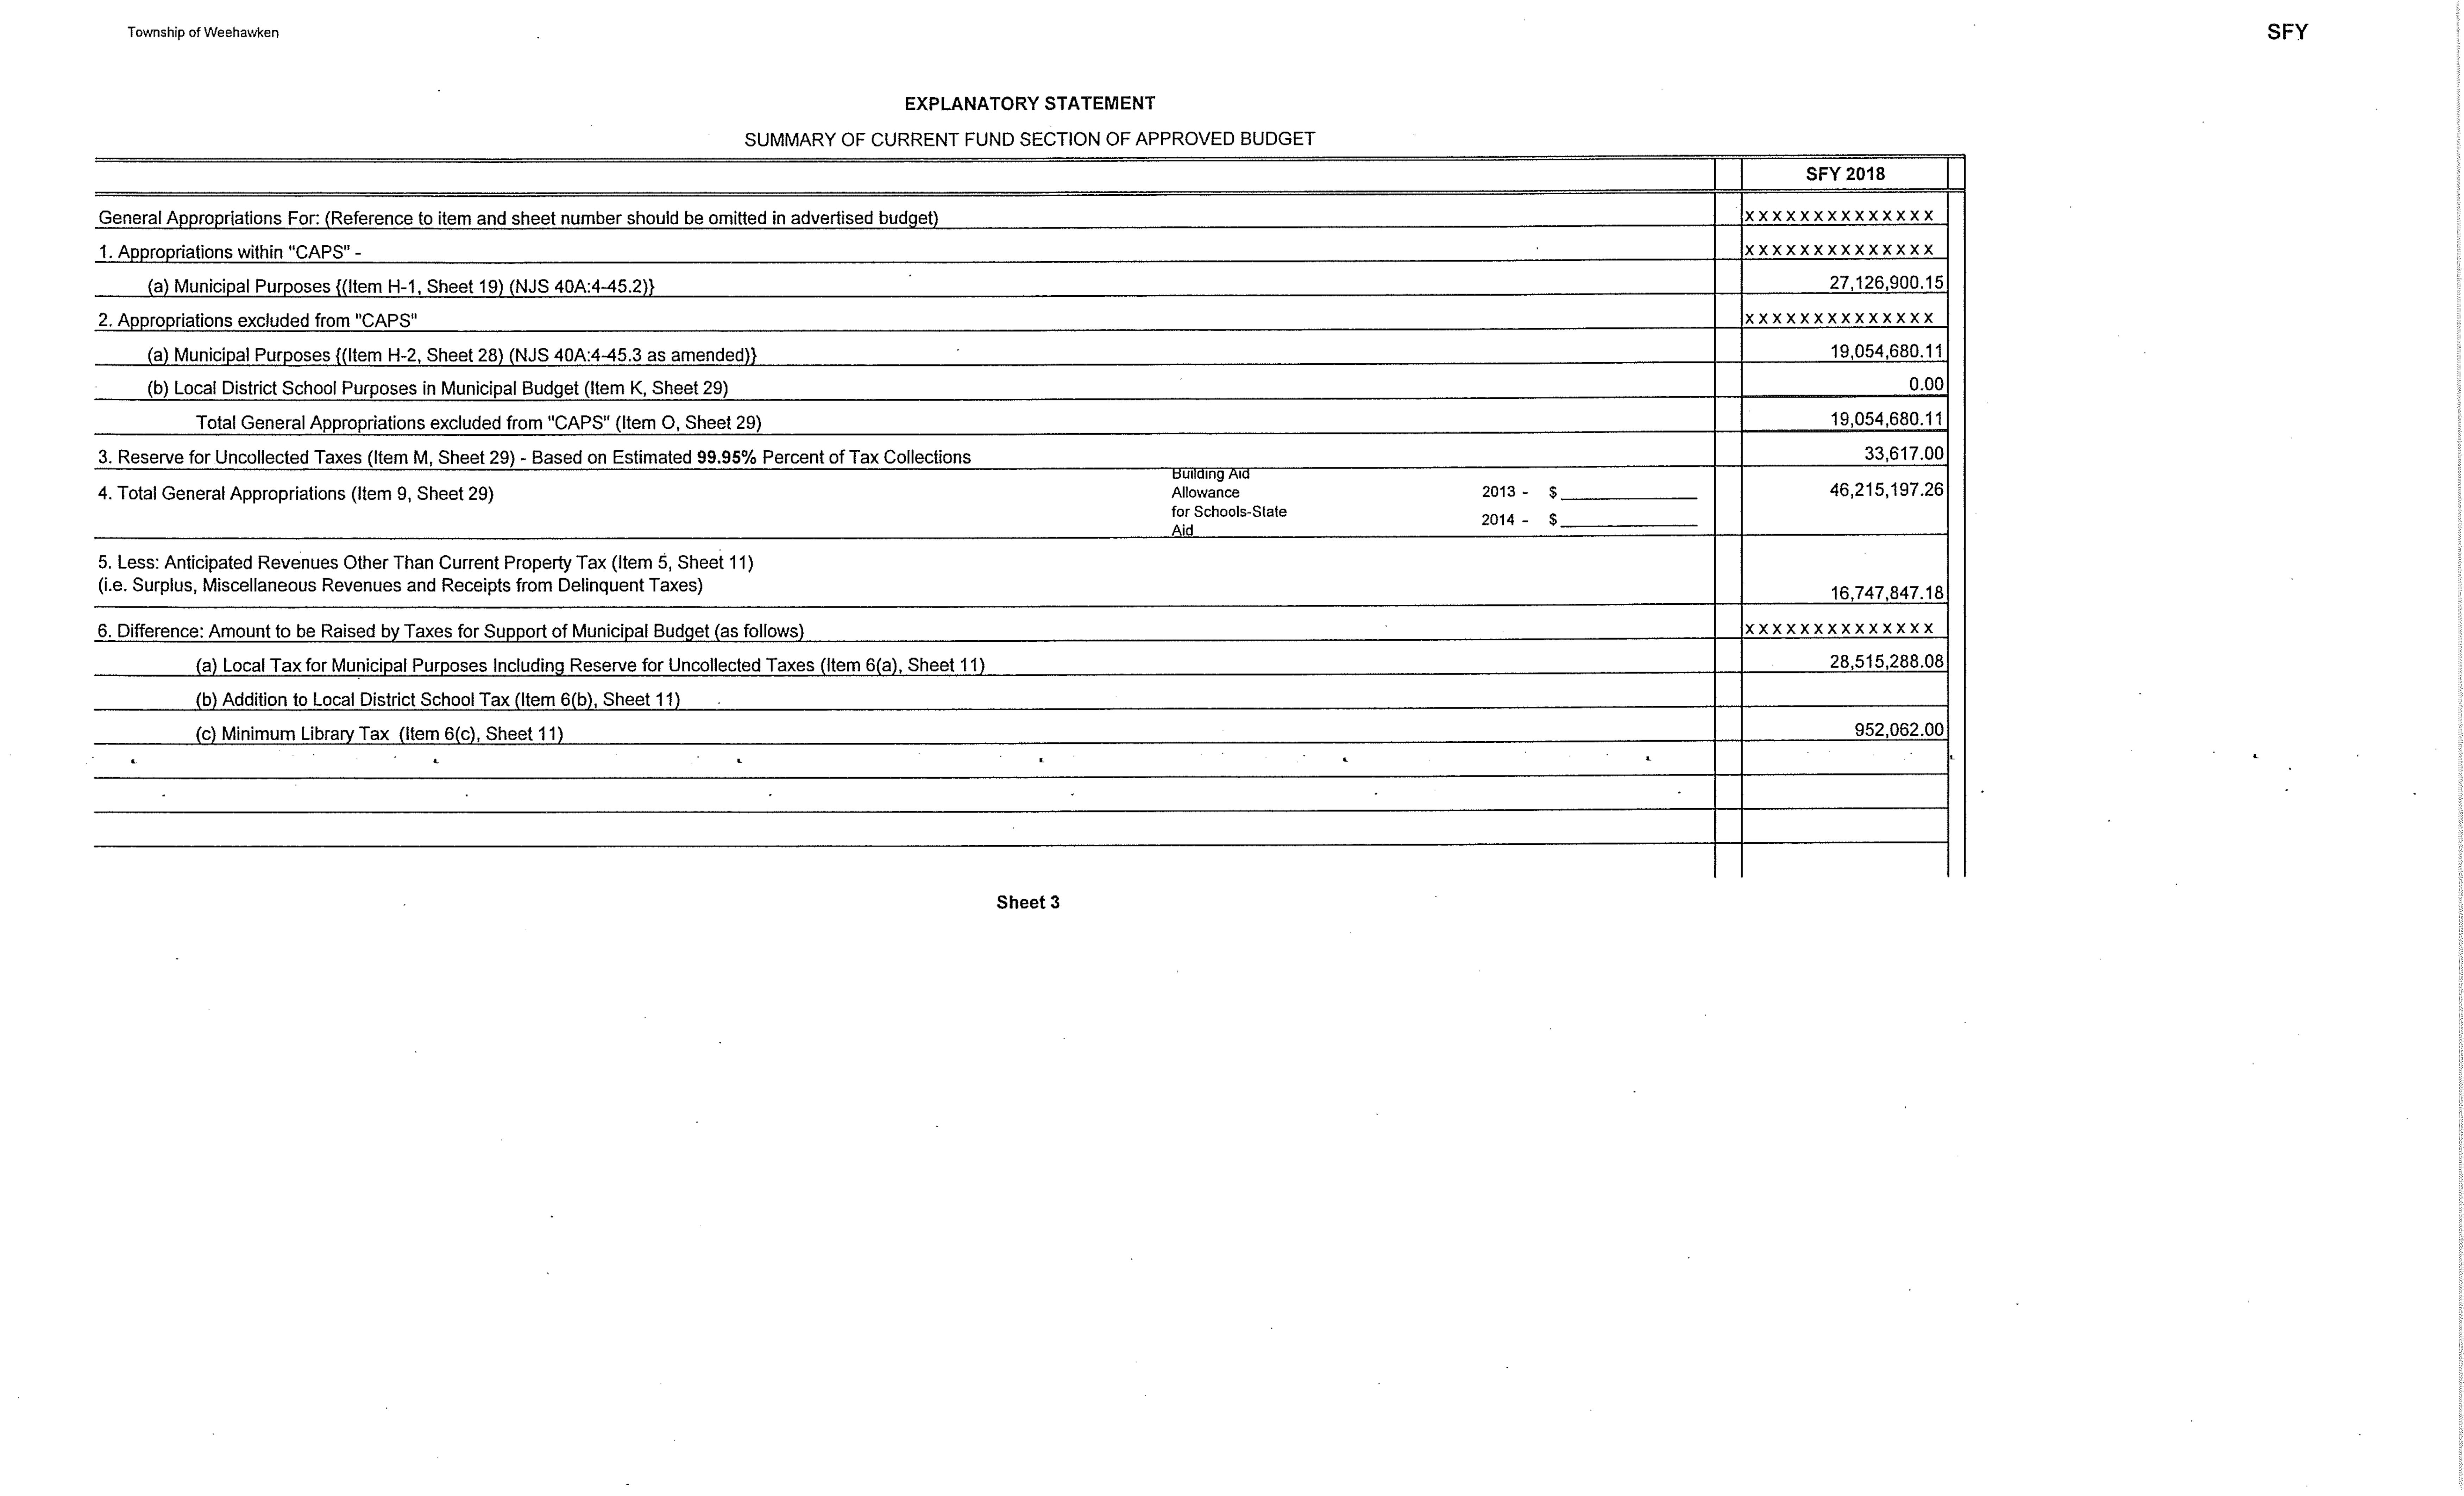 Township of Weehawken
SFY
EXPLANATORY STATEMENT
SUMMARY OF CURRENT FUND SECTION OF APPROVED BUDGET
SFY 2018
General Appropriations For: (Reference to item and sheet number should be omitted in advertised budget) xxxxxxxxxxxxxx
1. Appropriations within "CAPS" - xxxxxxxxxxxxxx
(a) Municipal Purposes {(Item H-1, Sheet 19) (NJS 40A:4-45.2)} 27,126,900.15
2. Appropriations excluded from "CAPS" xxxxxxxxxxxxxx
(a) Municipal Purposes {(Item H-2, Sheet 28) (NJS 40A:4-45.3 as amended)} 19,054,680.11
(b) Local District School Purposes in Municipal Budget (Item K, Sheet 29) 0.00
Total General Appropriations excluded from "CAPS" (Item O, Sheet 29) 19,054,680.11
3. Reserve for Uncollected Taxes (Item M, Sheet 29) - Based on Estimated 99.95% Percent of Tax Collections 33,617.00
4. Total General Appropriations (Item 9, Sheet 29) 46,215,197.26
Building Aid
Allowance 2013 - $
for Schools-State
Aid 2014 - $
5. Less: Anticipated Revenues Other Than Current Property Tax (Item 5, Sheet 11)
(i.e. Surplus, Miscellaneous Revenues and Receipts from Delinquent Taxes) 16,747,847.18
6. Difference: Amount to be Raised by Taxes for Support of Municipal Budget (as follows) xxxxxxxxxxxxxx
(a) Local Tax for Municipal Purposes Including Reserve for Uncollected Taxes (Item 6(a), Sheet 11) 28,515,288.08
(b) Addition to Local District School Tax (Item 6(b), Sheet 11)
(c) Minimum Library Tax (Item 6(c), Sheet 11) 952,062.00
Sheet 3